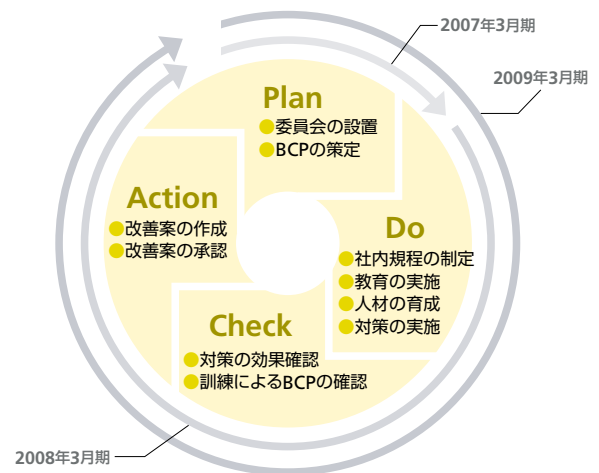 2007年3月期
2009年3月期
Plan
●委員会の設置
●BCPの策定
Do
●社内規程の制定
●教育の実施
●人材の育成
●対策の実施
Check
●対策の効果確認
●訓練によるBCPの確認
Action
●改善案の作成
●改善案の承認
2008年3月期